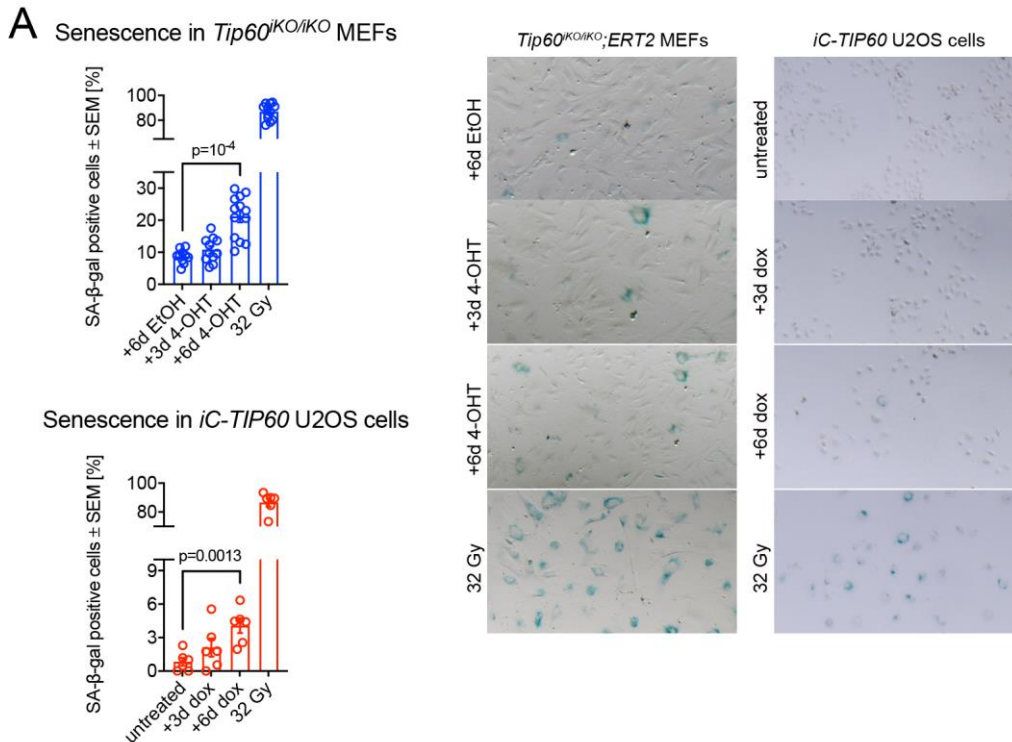 A
Senescence in Tip60iKO/iKO MEFs
SA-β-gal positive cells ± SEM [%]
100
80
p=10-4
30
20
10
0
+6d EtOH
+3d 4-OHT
+6d 4-OHT
32 Gy
Senescence in iC-TIP60 U2OS cells
SA-β-gal positive cells ± SEM [%]
100
80
p=0.0013
9
6
3
0
untreated
+3d dox
+6d dox
32 Gy
Tip60iKO/iKO;ERT2 MEFs
+6d EtOH
+3d 4-OHT
+6d 4-OHT
32 Gy
iC-TIP60 U2OS cells
untreated
+3d dox
+6d dox
32 Gy